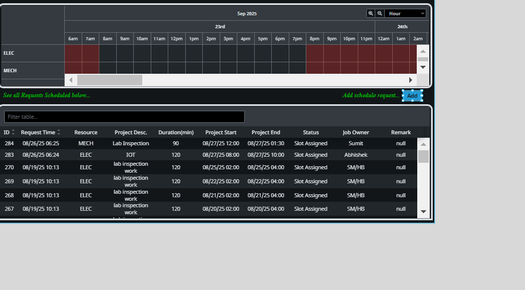 Sep 2025
Hour
23rd 24th
6am 7am 8am 9am 10am 11am 12pm 1pm 2pm 3pm 4pm 5pm 6pm 7pm 8pm 9pm 10pm 11pm 12am 1am 2am
ELEC
MECH
See all Requests Scheduled below... Add schedule request... Add
Filter table...
ID Request Time Resource Project Desc. Duration(min) Project Start Project End Status Job Owner Remark
284 08/26/25 06:25 MECH Lab Inspection 90 08/27/25 12:00 08/27/25 01:30 Slot Assigned Sumit null
283 08/26/25 06:24 ELEC IOT 120 08/27/25 08:00 08/27/25 10:00 Slot Assigned Abhishek null
270 08/19/25 10:13 ELEC lab inspection work 120 08/22/25 02:00 08/22/25 04:00 Slot Assigned SM/HB null
269 08/19/25 10:13 ELEC lab inspection work 120 08/22/25 02:00 08/22/25 04:00 Slot Assigned SM/HB null
268 08/19/25 10:13 ELEC lab inspection work 120 08/21/25 02:00 08/21/25 04:00 Slot Assigned SM/HB null
267 08/19/25 10:13 ELEC lab inspection work 120 08/20/25 02:00 08/20/25 04:00 Slot Assigned SM/HB null